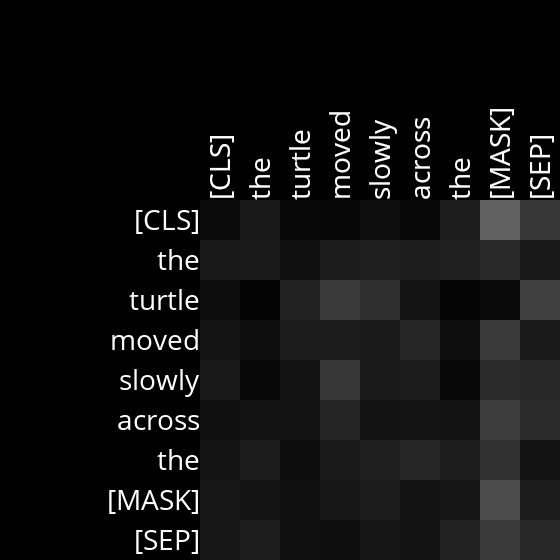 [CLS] the turtle moved slowly across the [MASK] [SEP]
[CLS]
the
turtle
moved
slowly
across
the
[MASK]
[SEP]